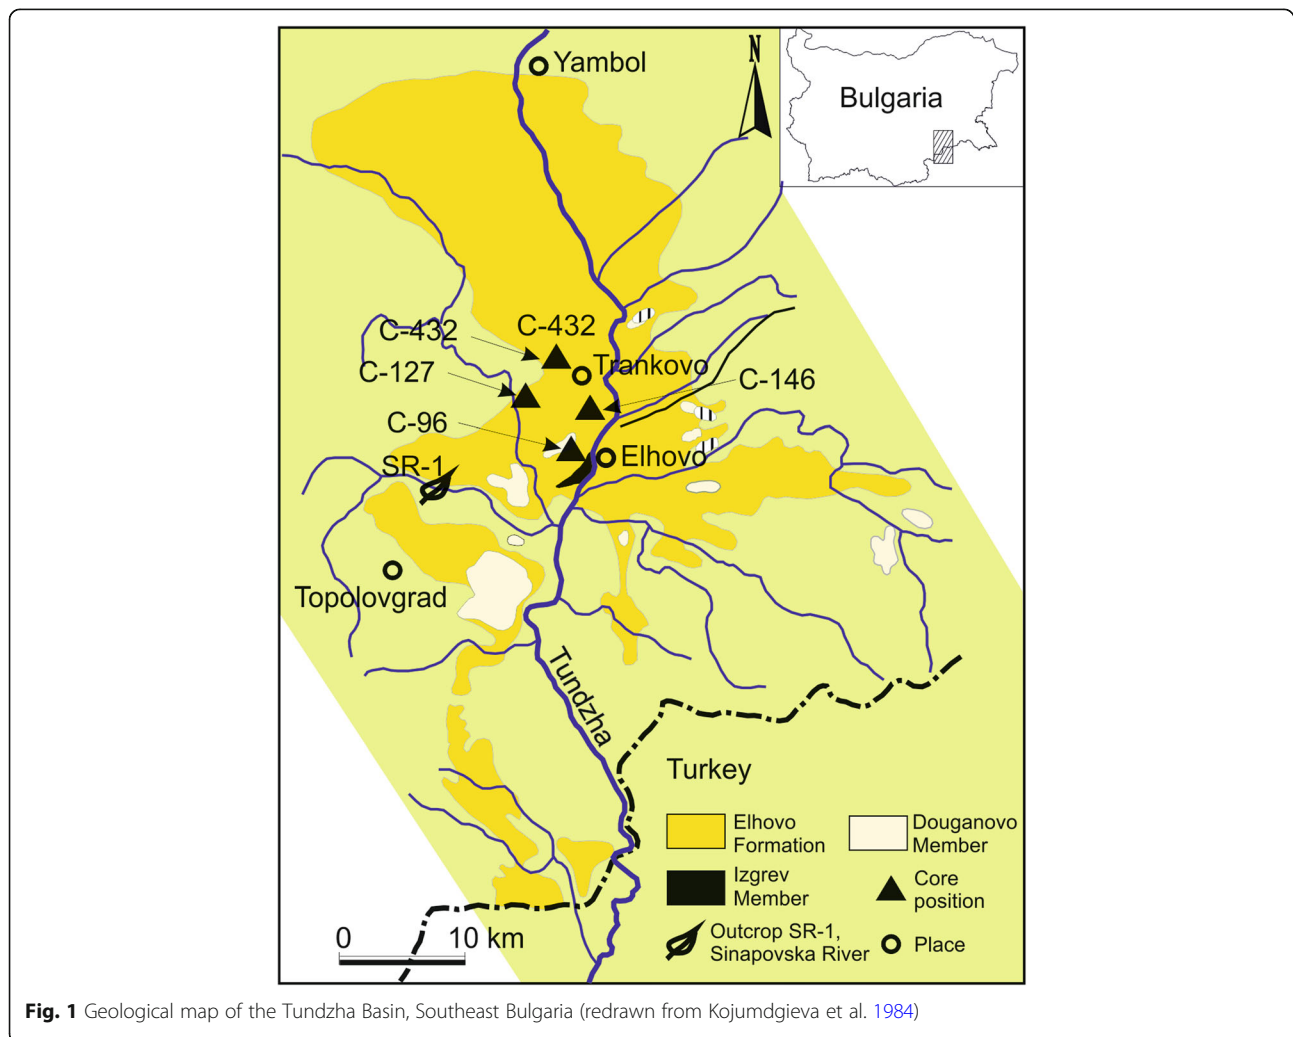 Yambol
N
Bulgaria
C-432
C-432
Trankovo
C-127
C-146
C-96
Elhovo
SR-1
Topolovgrad
Tundzha
Turkey
Elhovo
Formation
Douganovo
Member
Izgrev
Member
Core
position
Outcrop SR-1,
Sinapovska River
Place
0 10 km
Fig. 1 Geological map of the Tundzha Basin, Southeast Bulgaria (redrawn from Kojumdgieva et al. 1984)